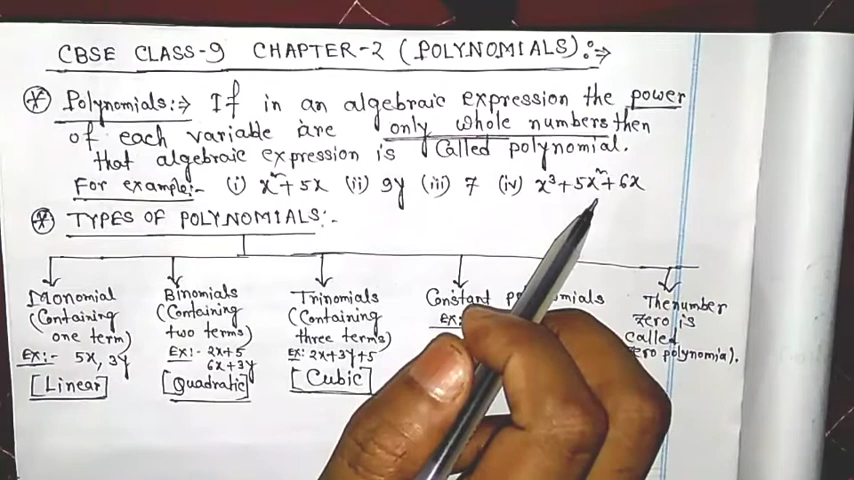 CBSE CLASS-9 CHAPTER-2 (POLYNOMIALS):⇒
Polynomials:⇒ If in an algebraic expression the power
of each variable are only whole numbers then
that algebraic expression is called polynomial.
For example:- (i) x²+5x (ii) 9y (iii) 7 (iv) x³+5x²+6x
TYPES OF POLYNOMIALS:-
Monomial
(Containing
one term)
Ex:- 5x, 3y
[Linear]
Binomials
(Containing
two terms)
Ex:- 2x+5
6x+3y
[Quadratic]
Trinomials
(Containing
three terms)
Ex: 2x+3y+5
[Cubic]
Constant
Ex:
The number
Zero is
called
zero polynomial.